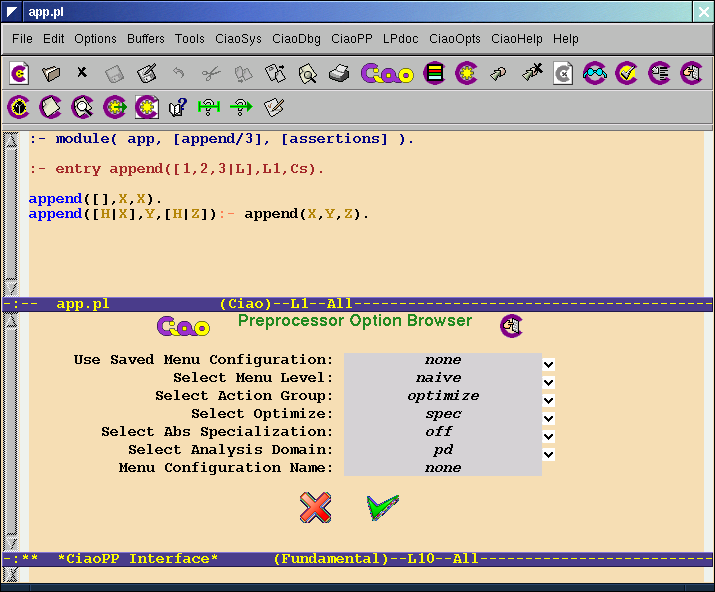 app.pl
File Edit Options Buffers Tools CiaoSys CiaoDbg CiaoPP LPdoc CiaoOpts CiaoHelp Help
Ciao
:- module( app, [append/3], [assertions] ).
:- entry append([1,2,3|L],L1,Cs).
append([],X,X).
append([H|X],Y,[H|Z]):- append(X,Y,Z).
-:-- app.pl (Ciao)--L1--All----------------------------------------
Ciao Preprocessor Option Browser
Use Saved Menu Configuration: none
Select Menu Level: naive
Select Action Group: optimize
Select Optimize: spec
Select Abs Specialization: off
Select Analysis Domain: pd
Menu Configuration Name: none
-:** *CiaoPP Interface* (Fundamental)--L10--All--------------------------